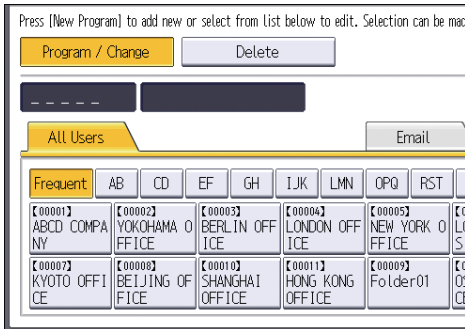 Press [New Program] to add new or select from list below to edit. Selection can be mad
Program / Change
Delete
_ _ _ _ _
All Users
Email
Frequent AB CD EF GH IJK LMN OPQ RST
【00001】 【00002】 【00003】 【00004】 【00005】
ABCD COMPA YOKOHAMA O BERLIN OFF LONDON OFF NEW YORK O
NY FFICE ICE ICE FFICE
【00007】 【00008】 【00010】 【00011】 【00009】
KYOTO OFFI BEIJING OF SHANGHAI HONG KONG Folder01
CE FICE OFFICE OFFICE